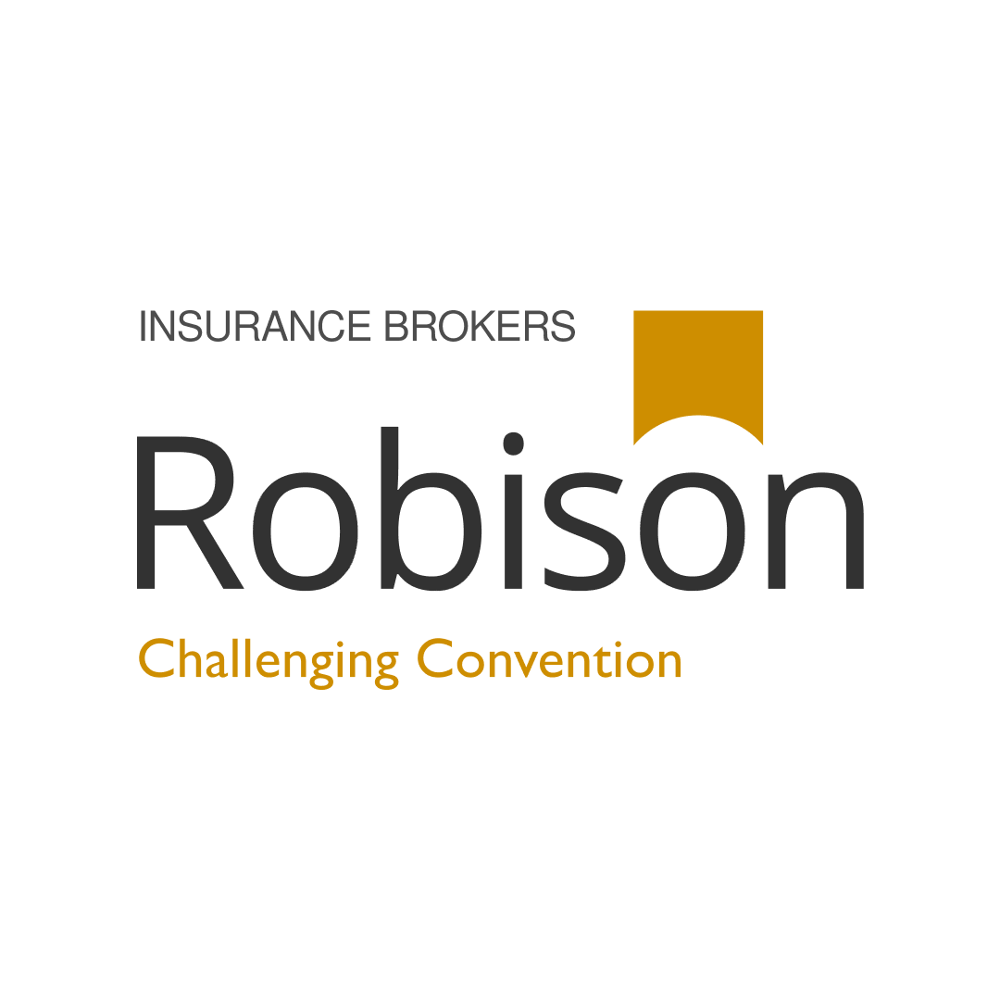 INSURANCE BROKERS
Robison
Challenging Convention